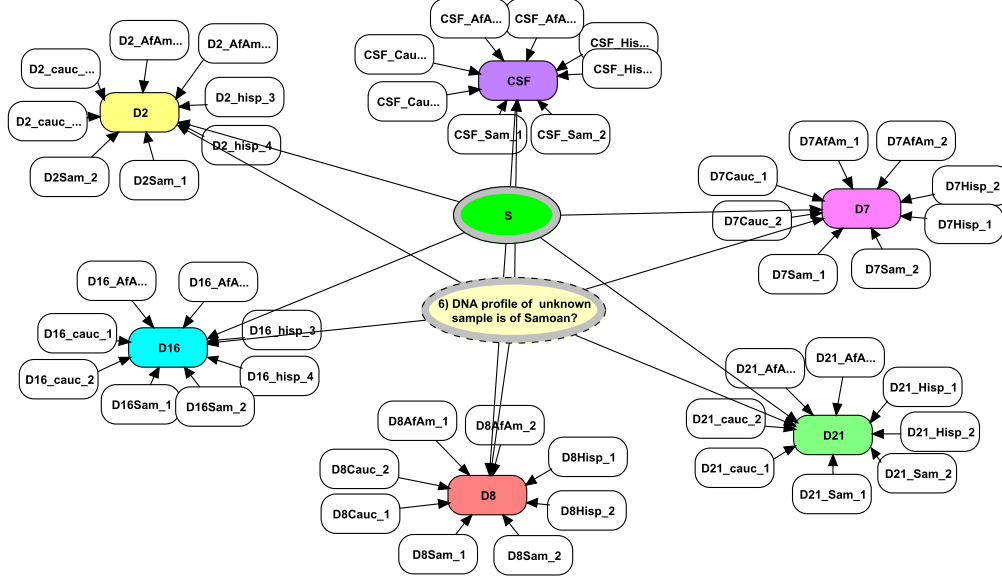 CSF_AfA...
CSF_AfA...
D2_AfAm...
D2_AfAm...
CSF_His...
CSF_Cau...
D2_cauc_...
CSF_His...
CSF
D2_hisp_3
CSF_Cau...
D2
D2_cauc_...
CSF_Sam_1
CSF_Sam_2
D2_hisp_4
D7AfAm_1
D7AfAm_2
D2Sam_2
D2Sam_1
D7Cauc_1
D7Hisp_2
D7
S
D7Cauc_2
D7Hisp_1
D7Sam_1
D7Sam_2
D16_AfA...
D16_AfA...
6) DNA profile of unknown
sample is of Samoan?
D16_cauc_1
D16_hisp_3
D16
D16_cauc_2
D16_hisp_4
D16Sam_1
D16Sam_2
D21_AfA...
D21_AfA...
D21_Hisp_1
D21_cauc_2
D21_Hisp_2
D21
D21_cauc_1
D21_Sam_2
D21_Sam_1
D8AfAm_1
D8AfAm_2
D8Hisp_1
D8Cauc_2
D8
D8Cauc_1
D8Hisp_2
D8Sam_1
D8Sam_2